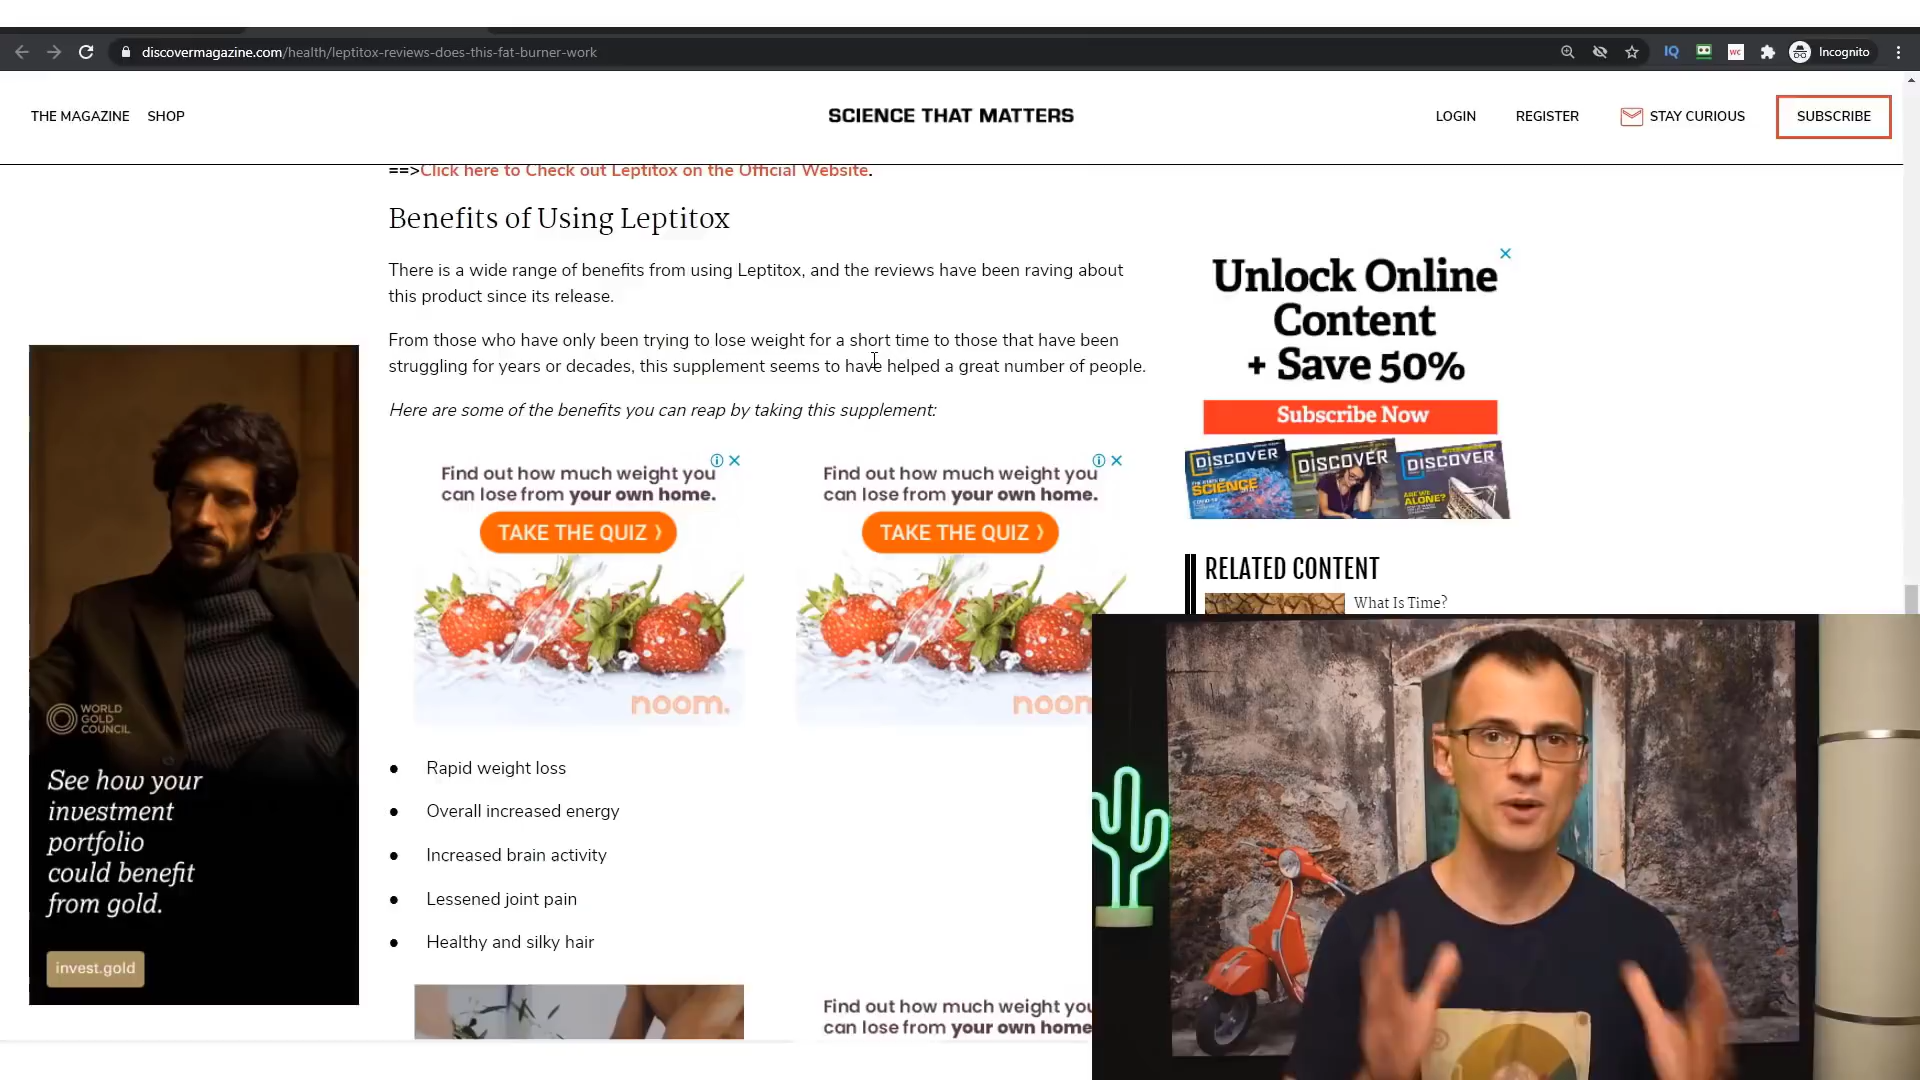 discovermagazine.com/health/leptitox-reviews-does-this-fat-burner-work
IQ
WC
Incognito
THE MAGAZINE
SHOP
SCIENCE THAT MATTERS
LOGIN
REGISTER
STAY CURIOUS
SUBSCRIBE
==>Click here to Check out Leptitox on the Official Website.
Benefits of Using Leptitox
There is a wide range of benefits from using Leptitox, and the reviews have been raving about
this product since its release.
From those who have only been trying to lose weight for a short time to those that have been
struggling for years or decades, this supplement seems to have helped a great number of people.
Here are some of the benefits you can reap by taking this supplement:
Find out how much weight you
can lose from your own home.
TAKE THE QUIZ ›
noom.
Find out how much weight you
can lose from your own home.
TAKE THE QUIZ ›
noom
Rapid weight loss
Overall increased energy
Increased brain activity
Lessened joint pain
Healthy and silky hair
Find out how much weight you
can lose from your own home
WORLD
GOLD
COUNCIL
See how your
investment
portfolio
could benefit
from gold.
invest.gold
Unlock Online
Content
+ Save 50%
Subscribe Now
DISCOVER
SCIENCE
DISCOVER
DISCOVER
ARE WE
ALONE?
RELATED CONTENT
What Is Time?